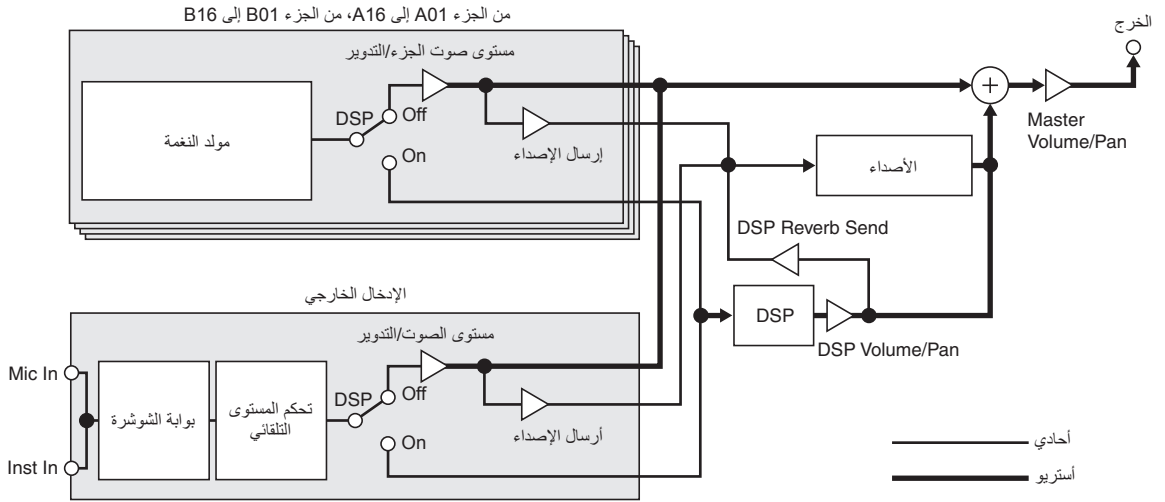 من الجزء A01 إلى A16، من الجزء B01 إلى B16
الخرج
مستوى صوت الجزء/التدوير
مولد النغمة
DSP
Off
On
إرسال الإصداء
Master
Volume/Pan
الأصداء
DSP Reverb Send
DSP
DSP Volume/Pan
الإدخال الخارجي
مستوى الصوت/التدوير
Mic In
Inst In
بوابة الشوشرة
تحكم المستوى
التلقائي
DSP
Off
On
أرسال الإصداء
أحادي
أستريو